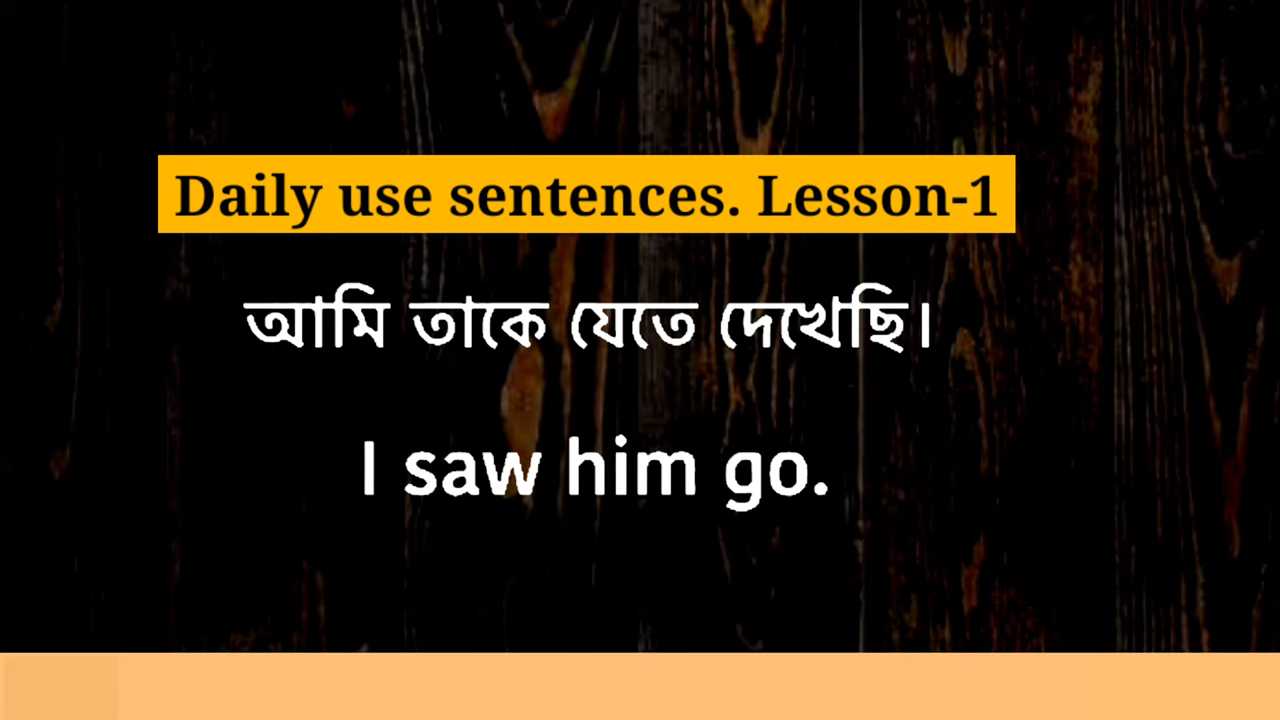 Daily use sentences. Lesson-1
আমি তাকে যেতে দেখেছি।
I saw him go.